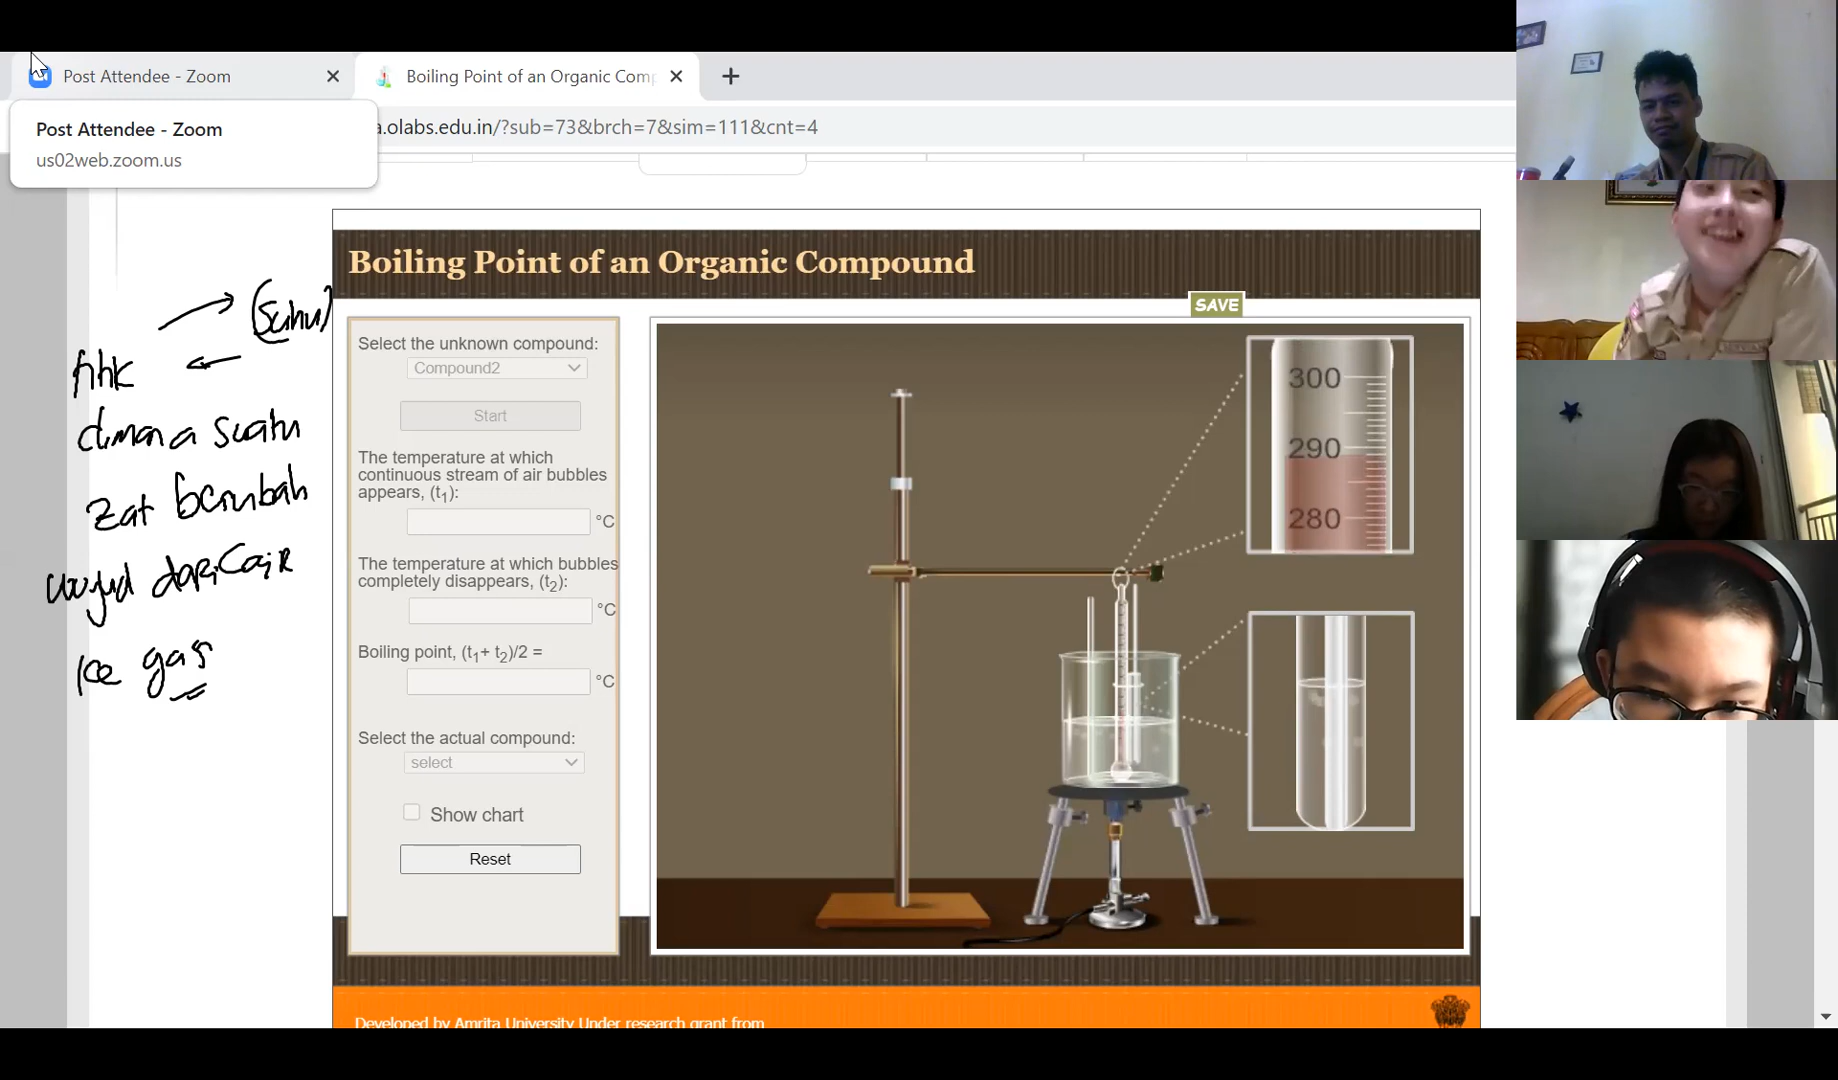 Post Attendee - Zoom
Boiling Point of an Organic Comp
Post Attendee - Zoom
us02web.zoom.us
a.olabs.edu.in/?sub=73&brch=7&sim=111&cnt=4
Boiling Point of an Organic Compound
SAVE
(Suhu)
titik
dimana suatu
zat berubah
wujud dari Cair
ke gas
Select the unknown compound:
Compound2
Start
The temperature at which
continuous stream of air bubbles
appears, (t1):
°C
The temperature at which bubbles
completely disappears, (t2):
°C
Boiling point, (t1+ t2)/2 =
°C
Select the actual compound:
select
Show chart
Reset
300
290
280
Developed by Amrita University Under research grant from